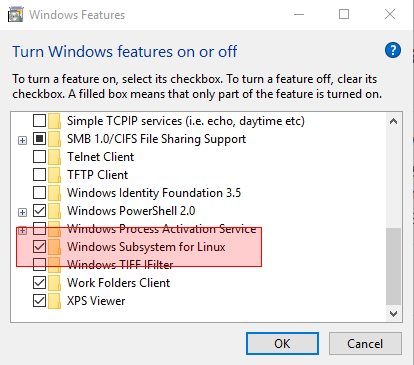 Windows Features
Turn Windows features on or off
To turn a feature on, select its checkbox. To turn a feature off, clear its
checkbox. A filled box means that only part of the feature is turned on.
Simple TCPIP services (i.e. echo, daytime etc)
SMB 1.0/CIFS File Sharing Support
Telnet Client
TFTP Client
Windows Identity Foundation 3.5
Windows PowerShell 2.0
Windows Process Activation Service
Windows Subsystem for Linux
Windows TIFF IFilter
Work Folders Client
XPS Viewer
OK Cancel